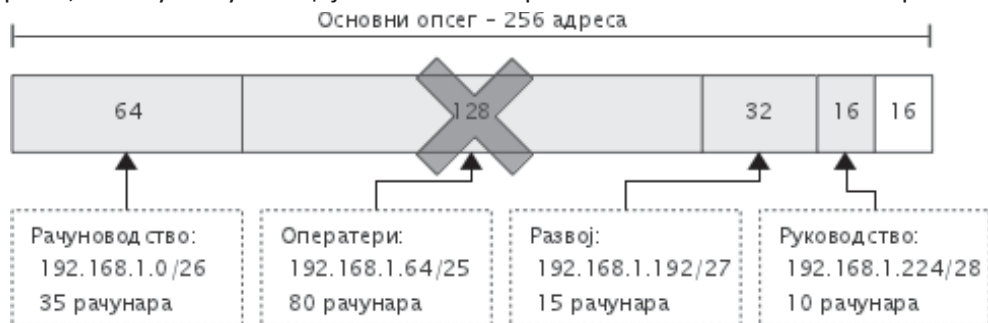 Основни опсег – 256 адреса
64
128
32
16
16
Рачуноводство:
192.168.1.0/26
35 рачунара
Оператери:
192.168.1.64/25
80 рачунара
Развој:
192.168.1.192/27
15 рачунара
Руководство:
192.168.1.224/28
10 рачунара